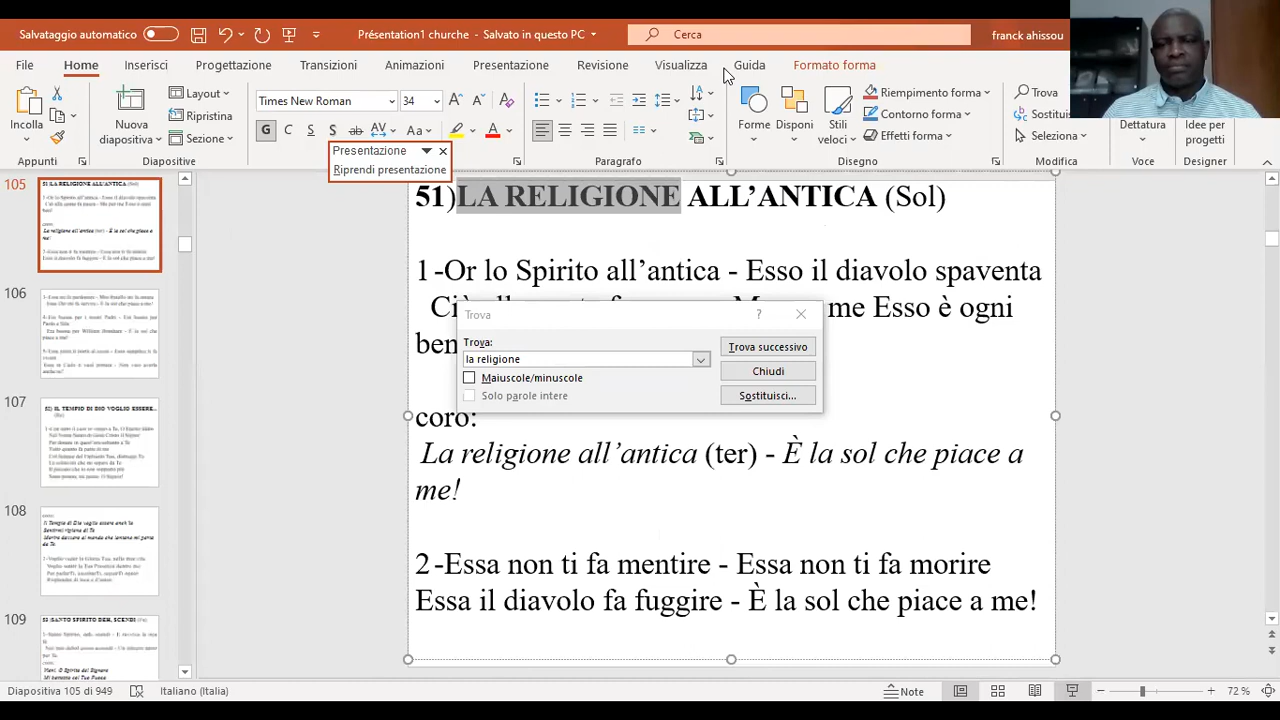 Salvataggio automatico
Présentation1 churche - Salvato in questo PC
Cerca
franck ahissou
File Home Inserisci Progettazione Transizioni Animazioni Presentazione Revisione Visualizza Guida Formato forma
Incolla
Nuova diapositiva
Layout
Ripristina
Sezione
Times New Roman 34
G C S S ab AV Aa A
Forme
Disponi
Stili veloci
Riempimento forma
Contorno forma
Effetti forma
Trova
Seleziona
Dettatura
Idee per progetti
Appunti Diapositive Paragrafo Disegno Voce Designer
Presentazione
Riprendi presentazione
105
106
107
108
109
51)LA RELIGIONE ALL'ANTICA (Sol)
1-Or lo Spirito all'antica - Esso il diavolo spaventa
me Esso è ogni
Trova
?
Trova:
la religione
Trova successivo
Maiuscole/minuscole
Chiudi
Solo parole intere
Sostituisci...
coro:
La religione all'antica (ter) - È la sol che piace a
me!
2-Essa non ti fa mentire - Essa non ti fa morire
Essa il diavolo fa fuggire - È la sol che piace a me!
Diapositiva 105 di 949
Italiano (Italia)
Note
72 %